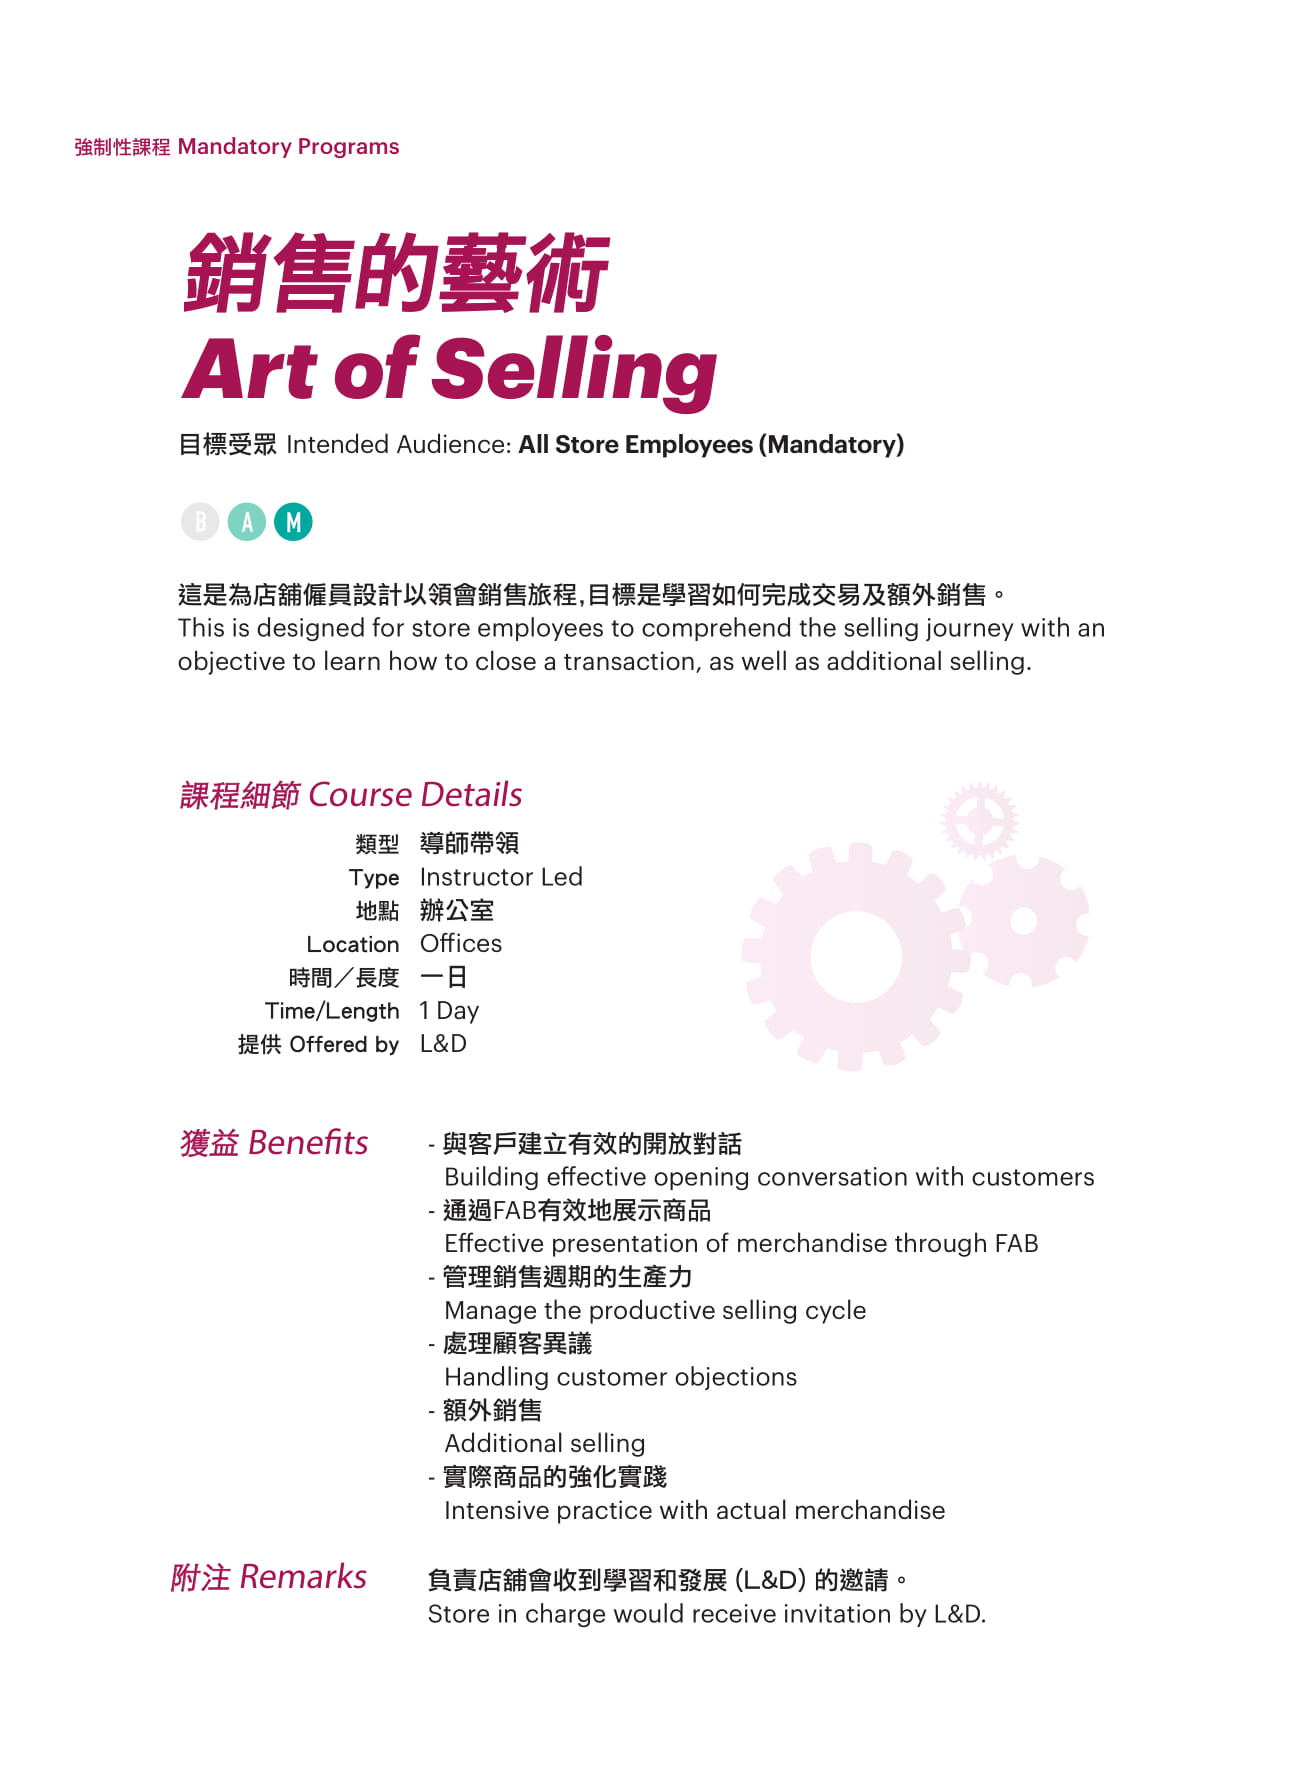 強制性課程 Mandatory Programs
銷售的藝術
Art of Selling
目標受眾 Intended Audience: All Store Employees (Mandatory)
B A M
這是為店舖僱員設計以領會銷售旅程,目標是學習如何完成交易及額外銷售。
This is designed for store employees to comprehend the selling journey with an
objective to learn how to close a transaction, as well as additional selling.
課程細節 Course Details
類型 導師帶領
Type Instructor Led
地點 辦公室
Location Offices
時間／長度 一日
Time/Length 1 Day
提供 Offered by L&D
獲益 Benefits
- 與客戶建立有效的開放對話
Building effective opening conversation with customers
- 通過FAB有效地展示商品
Effective presentation of merchandise through FAB
- 管理銷售週期的生產力
Manage the productive selling cycle
- 處理顧客異議
Handling customer objections
- 額外銷售
Additional selling
- 實際商品的強化實踐
Intensive practice with actual merchandise
附注 Remarks
負責店舖會收到學習和發展（L&D）的邀請。
Store in charge would receive invitation by L&D.